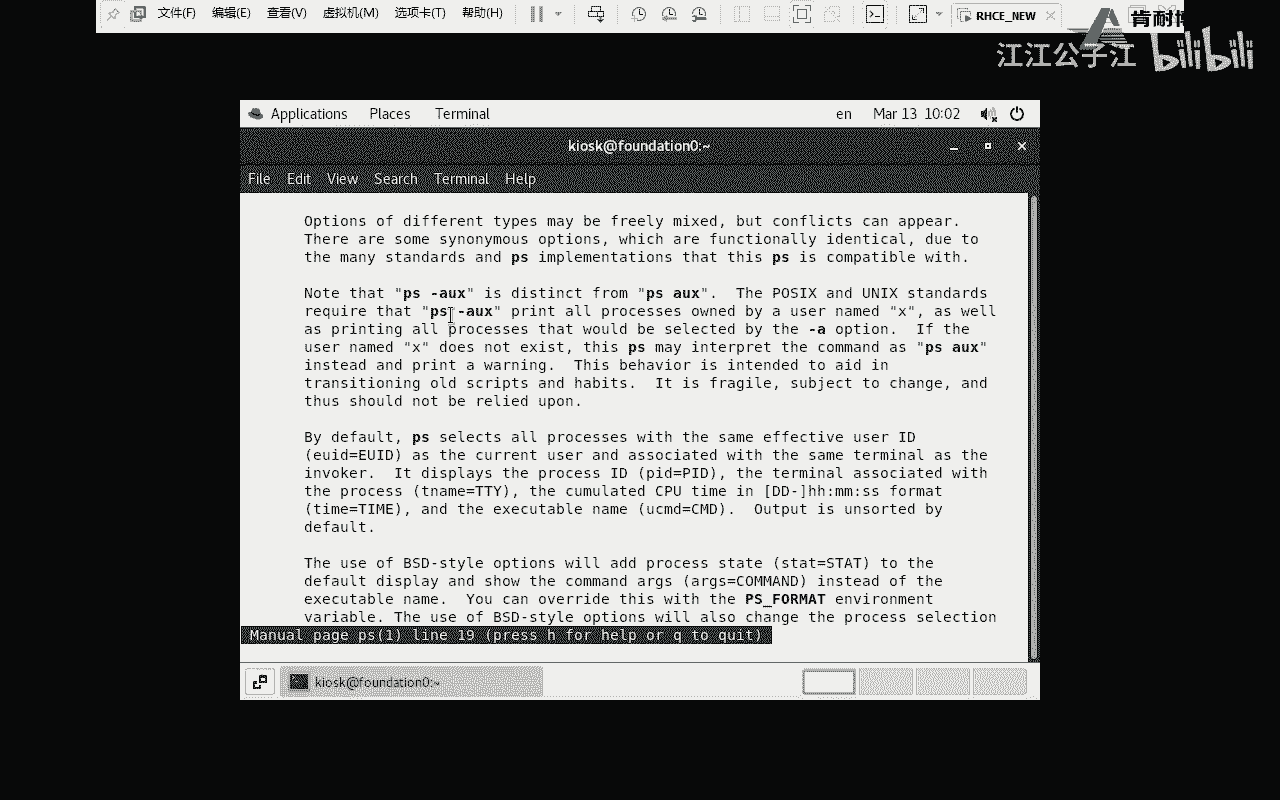 文件(F) 编辑(E) 查看(V) 虚拟机(M) 选项卡(T) 帮助(H) RHCE_NEW
肯耐博
江江公子江 bilibili
Applications Places Terminal en Mar 13 10:02
kiosk@foundation0:~
File Edit View Search Terminal Help
Options of different types may be freely mixed, but conflicts can appear.
There are some synonymous options, which are functionally identical, due to
the many standards and ps implementations that this ps is compatible with.
Note that "ps -aux" is distinct from "ps aux". The POSIX and UNIX standards
require that "ps -aux" print all processes owned by a user named "x", as well
as printing all processes that would be selected by the -a option. If the
user named "x" does not exist, this ps may interpret the command as "ps aux"
instead and print a warning. This behavior is intended to aid in
transitioning old scripts and habits. It is fragile, subject to change, and
thus should not be relied upon.
By default, ps selects all processes with the same effective user ID
(euid=EUID) as the current user and associated with the same terminal as the
invoker. It displays the process ID (pid=PID), the terminal associated with
the process (tname=TTY), the cumulated CPU time in [DD-]hh:mm:ss format
(time=TIME), and the executable name (ucmd=CMD). Output is unsorted by
default.
The use of BSD-style options will add process state (stat=STAT) to the
default display and show the command args (args=COMMAND) instead of the
executable name. You can override this with the PS_FORMAT environment
variable. The use of BSD-style options will also change the process selection
Manual page ps(1) line 19 (press h for help or q to quit)
kiosk@foundation0:~